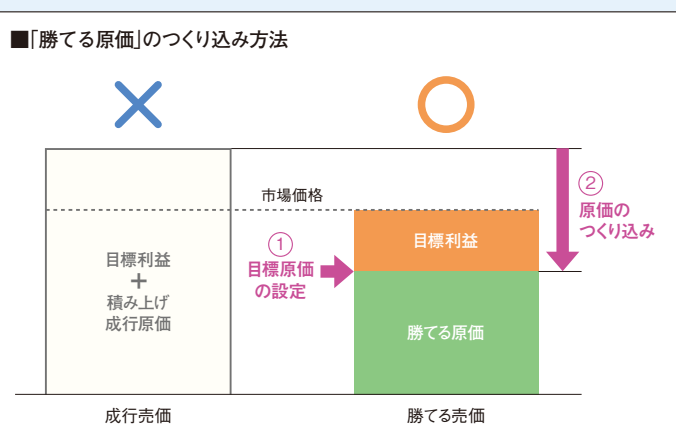 ■「勝てる原価」のつくり込み方法
市場価格
目標利益
+
積み上げ
成行原価
①
目標原価
の設定
目標利益
勝てる原価
②
原価の
つくり込み
成行売価
勝てる売価